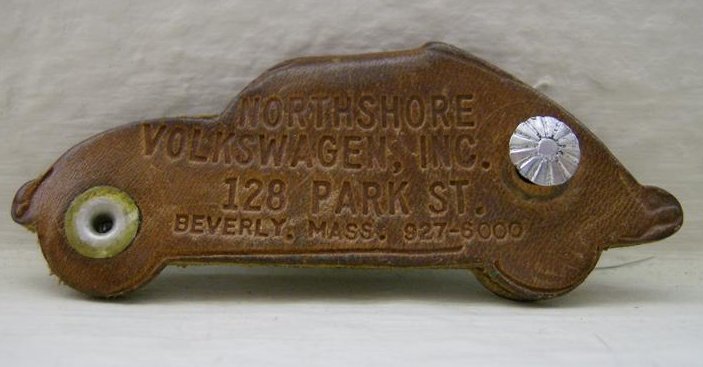 NORTHSHORE
VOLKSWAGEN, INC.
128 PARK ST.
BEVERLY, MASS. 927-6000